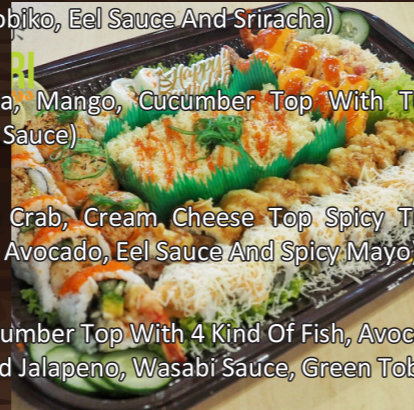 obiko, Eel Sauce And Sriracha)
RI
a, Mango, Cucumber Top With T
Sauce)
Crab, Cream Cheese Top Spicy T
Avocado, Eel Sauce And Spicy Mayo,
umber Top With 4 Kind Of Fish, Avoc
d Jalapeno, Wasabi Sauce, Green Tob